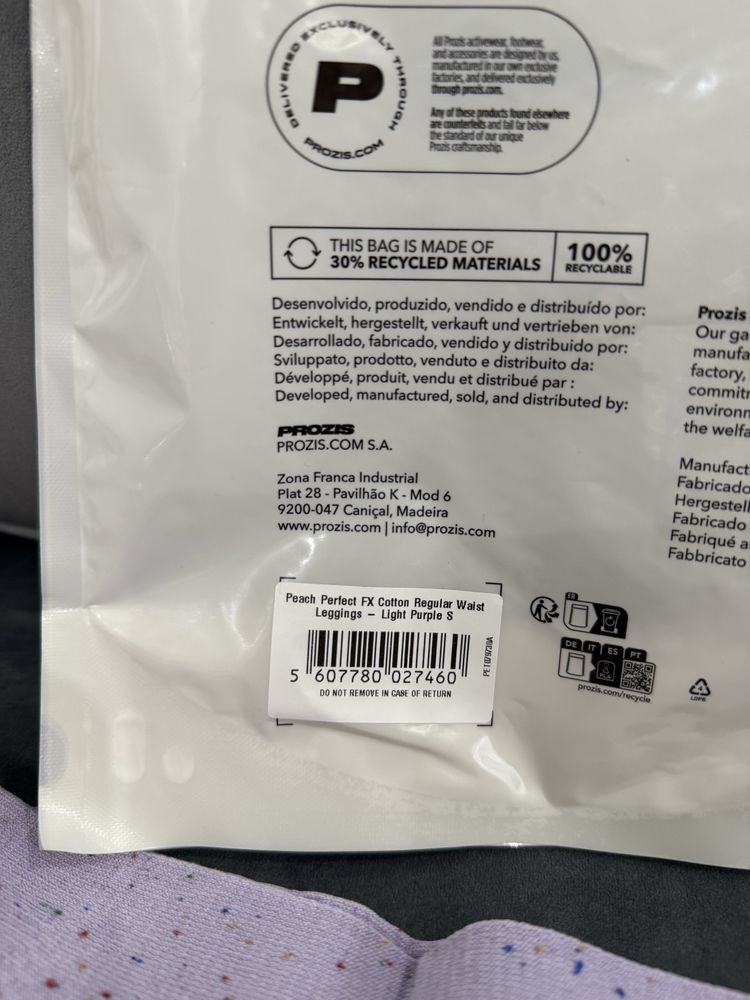 DELIVERED EXCLUSIVELY THROUGH
PROZIS.COM
All Prozis activewear, footwear,
and accessories are designed by us,
manufactured in our own exclusive
factories, and delivered exclusively
through prozis.com.
Any of these products found elsewhere
are counterfeits and fall far below
the standard of our unique
Prozis craftsmanship.
THIS BAG IS MADE OF
30% RECYCLED MATERIALS
100%
RECYCLABLE
Desenvolvido, produzido, vendido e distribuído por:
Entwickelt, hergestellt, verkauft und vertrieben von:
Desarrollado, fabricado, vendido y distribuido por:
Sviluppato, prodotto, venduto e distribuito da:
Développé, produit, vendu et distribué par :
Developed, manufactured, sold, and distributed by:
PROZIS
PROZIS.COM S.A.
Zona Franca Industrial
Plat 28 - Pavilhão K - Mod 6
9200-047 Caniçal, Madeira
www.prozis.com | info@prozis.com
Prozis
Our ga
manufa
factory,
commitm
environm
the welfa
Manufact
Fabricado
Hergestell
Fabricado
Fabriqué a
Fabbricato
Peach Perfect FX Cotton Regular Waist
Leggings – Light Purple S
5 607780 027460
DO NOT REMOVE IN CASE OF RETURN
FR
DE IT ES PT
prozis.com/recycle
LDPE